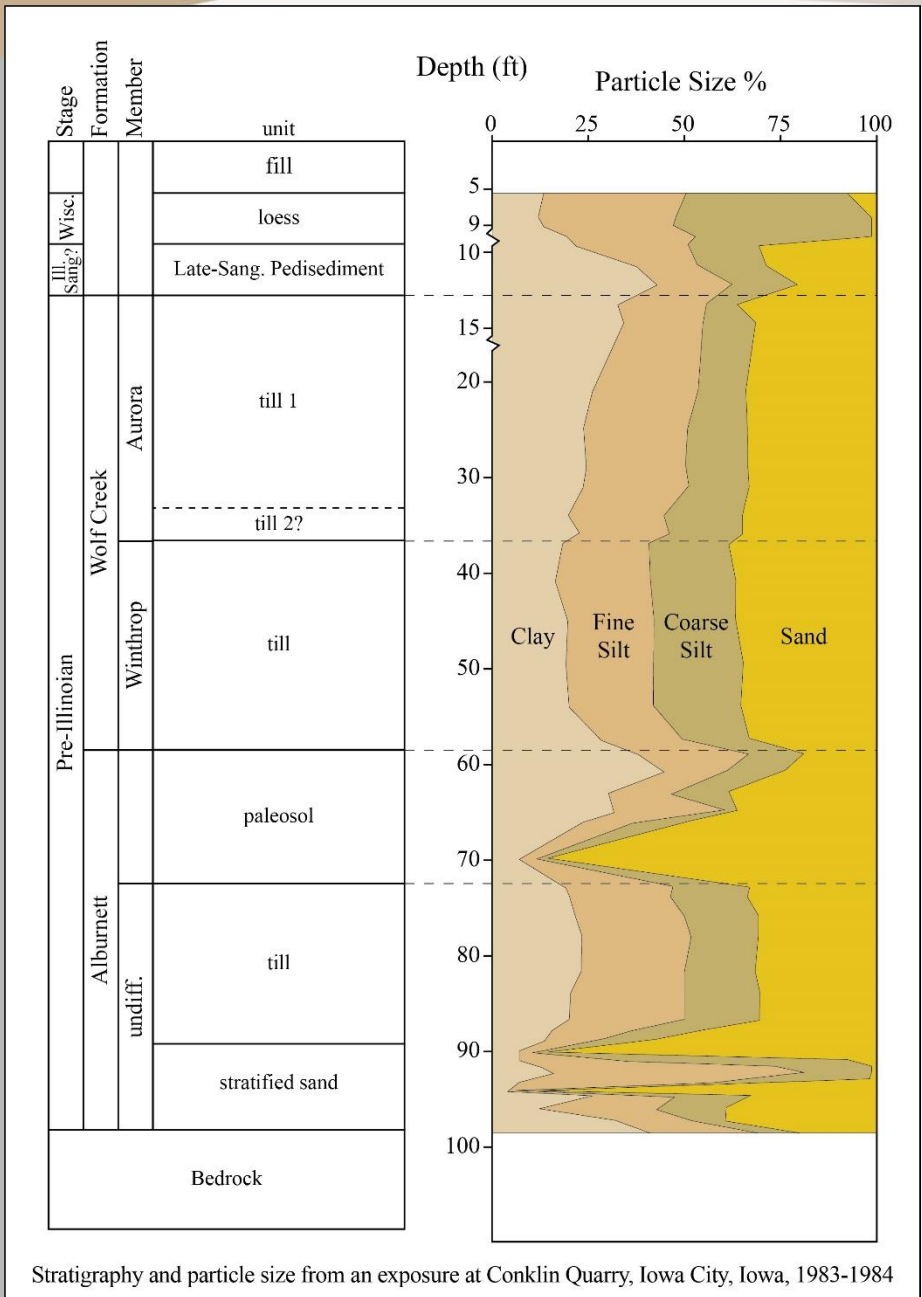 Depth (ft)
Particle Size %
Stage
Formation
Member
unit
0 25 50 75 100
fill
Wisc.
loess
Ill.
Sang?
Late-Sang. Pedisediment
Pre-Illinoian
Wolf Creek
Aurora
till 1
till 2?
Winthrop
till
Alburnett
paleosol
undiff.
till
stratified sand
Bedrock
5
9
10
15
20
30
40
50
60
70
80
90
100
Clay
Fine
Silt
Coarse
Silt
Sand
Stratigraphy and particle size from an exposure at Conklin Quarry, Iowa City, Iowa, 1983-1984